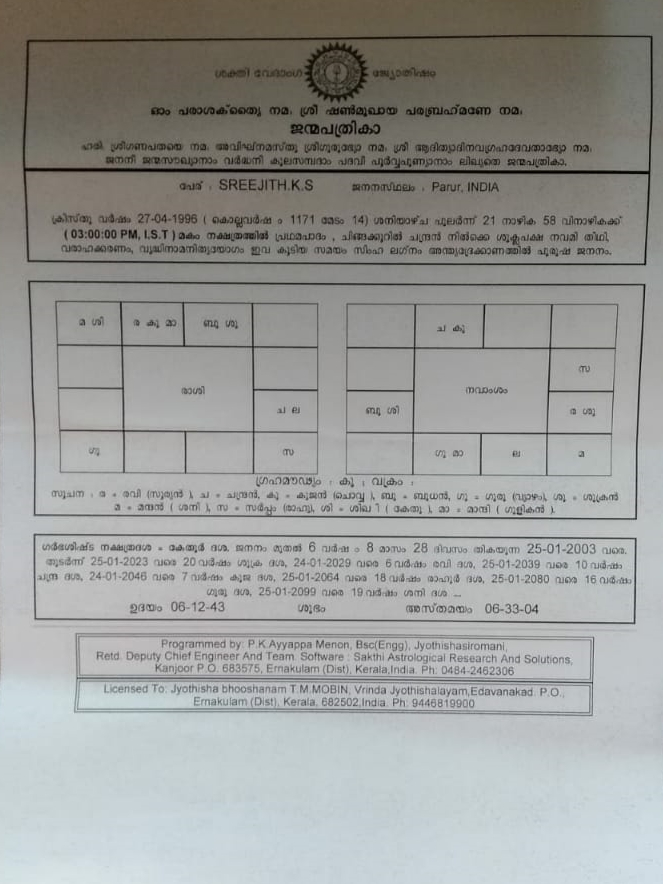 ശക്തി വേദാംഗ ജ്യോതിഷം
ഓം പരാശക്ത്യൈ നമഃ ശ്രീ ഷൺമുഖായ പരബ്രഹ്മണേ നമഃ
ജന്മപത്രികാ
ഹരി ശ്രീഗണപതയെ നമഃ അവിഘ്നമസ്തു ശ്രീഗുരുഭ്യോ നമഃ ശ്രീ ആദിത്യാദിനവഗ്രഹദേവതാഭ്യോ നമഃ
ജനനി ജന്മസൗഖ്യാനാം വർദ്ധനി കുലസമ്പദാം പദവി പൂർവ്വപുണ്യാനാം ലിഖ്യതെ ജന്മപത്രികാ.
പേര് : SREEJITH.K.S ജനനസ്ഥലം : Parur, INDIA
ക്രിസ്തു വർഷം 27-04-1996 ( കൊല്ലവർഷം 1171 മേടം 14) ശനിയാഴ്ച പുലർന്ന് 21 നാഴിക 58 വിനാഴികക്ക്
( 03:00:00 PM, I.S.T ) മകം നക്ഷത്രത്തിൽ പ്രഥമപാദം , ചിങ്ങക്കൂറിൽ ചന്ദ്രൻ നിൽക്കെ ശുക്ലപക്ഷ നവമി തിഥി,
വരാഹകരണം, വൃദ്ധിനാമനിത്യയോഗം ഇവ കൂടിയ സമയം സിംഹ ലഗ്നം അന്ത്യദ്രേക്കാണത്തിൽ പുരുഷ ജനനം.
മ ശി ര കു മാ ബു ശു ച കു
സ
രാശി നവാംശം
ച ല ബു ശി ര ശു
ഗു സ ഗു മാ ല മ
ഗ്രഹമൗഢ്യം : കു : വക്രം :
സൂചന : ര = രവി (സൂര്യൻ ), ച = ചന്ദ്രൻ, കു = കുജൻ (ചൊവ്വ ), ബു = ബുധൻ, ഗു = ഗുരു (വ്യാഴം), ശു = ശുക്രൻ
മ = മന്ദൻ ( ശനി ), സ = സർപ്പം (രാഹു), ശി = ശിഖി ( കേതു ), മാ = മാന്ദി ( ഗുളികൻ ).
ഗർഭശിഷ്ട നക്ഷത്രദശ = കേതൂർ ദശ. ജനനം മുതൽ 6 വർഷം 8 മാസം 28 ദിവസം തികയുന്ന 25-01-2003 വരെ.
തുടർന്ന് 25-01-2023 വരെ 20 വർഷം ശുക്ര ദശ, 24-01-2029 വരെ 6 വർഷം രവി ദശ, 25-01-2039 വരെ 10 വർഷം
ചന്ദ്ര ദശ, 24-01-2046 വരെ 7 വർഷം കുജ ദശ, 25-01-2064 വരെ 18 വർഷം രാഹൂർ ദശ, 25-01-2080 വരെ 16 വർഷം
ഗുരു ദശ, 25-01-2099 വരെ 19 വർഷം ശനി ദശ ...
ഉദയം 06-12-43 ശുഭം അസ്തമയം 06-33-04
Programmed by: P.K.Ayyappa Menon, Bsc(Engg), Jyothishasiromani,
Retd. Deputy Chief Engineer And Team. Software : Sakthi Astrological Research And Solutions,
Kanjoor P.O. 683575, Ernakulam (Dist), Kerala,India. Ph: 0484-2462306
Licensed To: Jyothisha bhooshanam T.M.MOBIN, Vrinda Jyothishalayam,Edavanakad. P.O.,
Ernakulam (Dist), Kerala, 682502,India. Ph: 9446819900